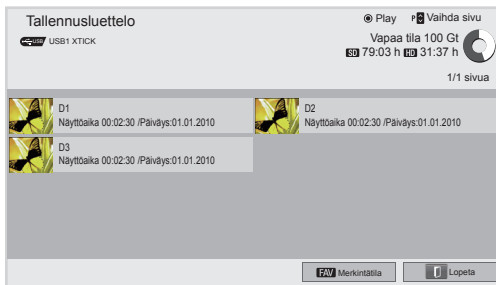 Tallennusluettelo
Play P Vaihda sivu
USB USB1 XTICK
Vapaa tila 100 Gt
SD 79:03 h HD 31:37 h
1/1 sivua
D1
Näyttöaika 00:02:30 /Päiväys:01.01.2010
D2
Näyttöaika 00:02:30 /Päiväys:01.01.2010
D3
Näyttöaika 00:02:30 /Päiväys:01.01.2010
FAV Merkintätila
Lopeta